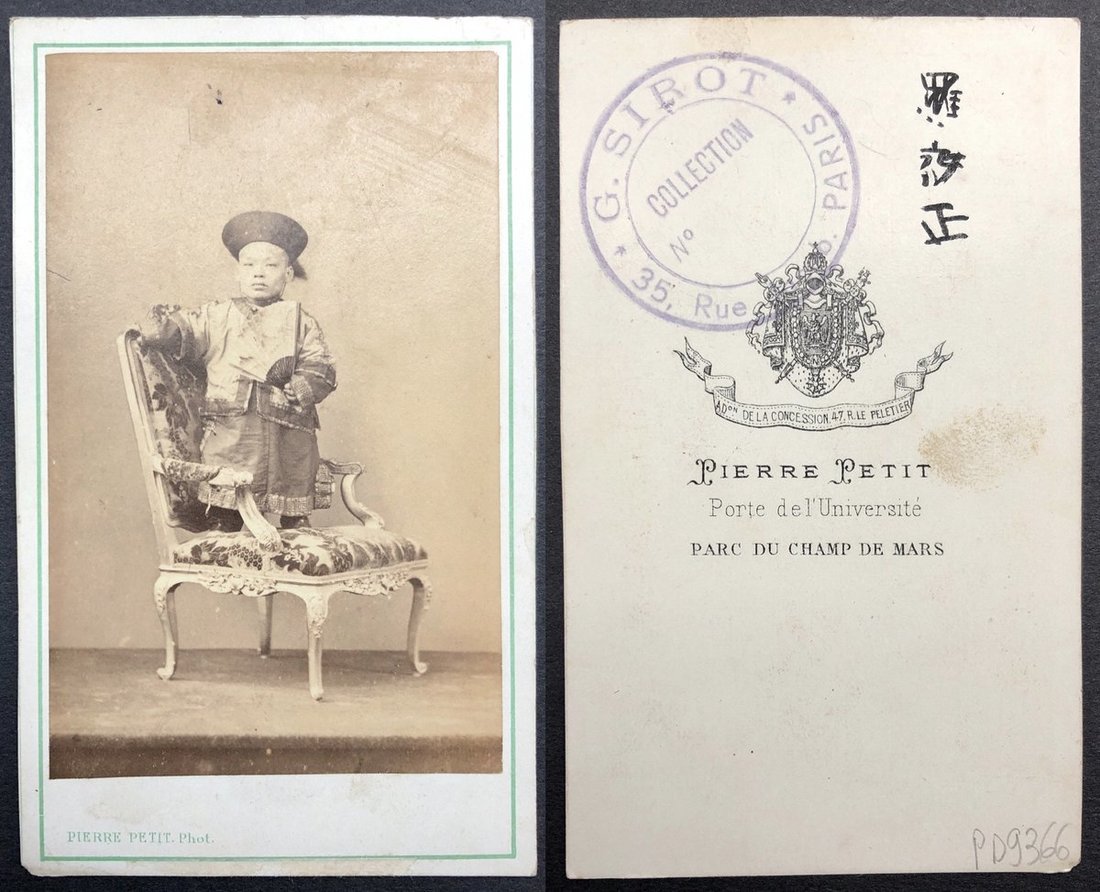 PIERRE PETIT. Phot.
G. SIROT
35, Rue PARIS
COLLECTION
Nº
羅 正
ADON DE LA CONCESSION 47, R. LE PELETIER
PIERRE PETIT
Porte de l'Université
PARC DU CHAMP DE MARS
PD9366